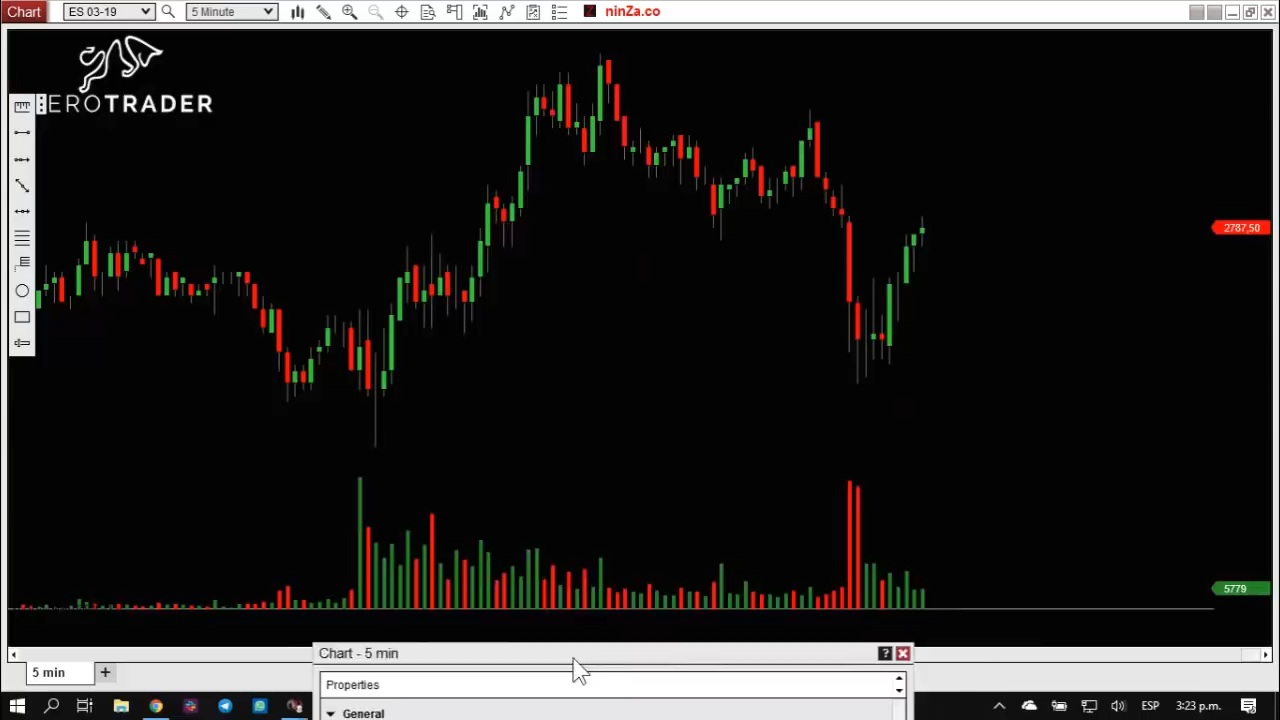 Chart
ES 03-19
5 Minute
ninZa.co
EROTRADER
2787,50
5779
Chart - 5 min
?
5 min
+
Properties
General
ESP
3:23 p.m.